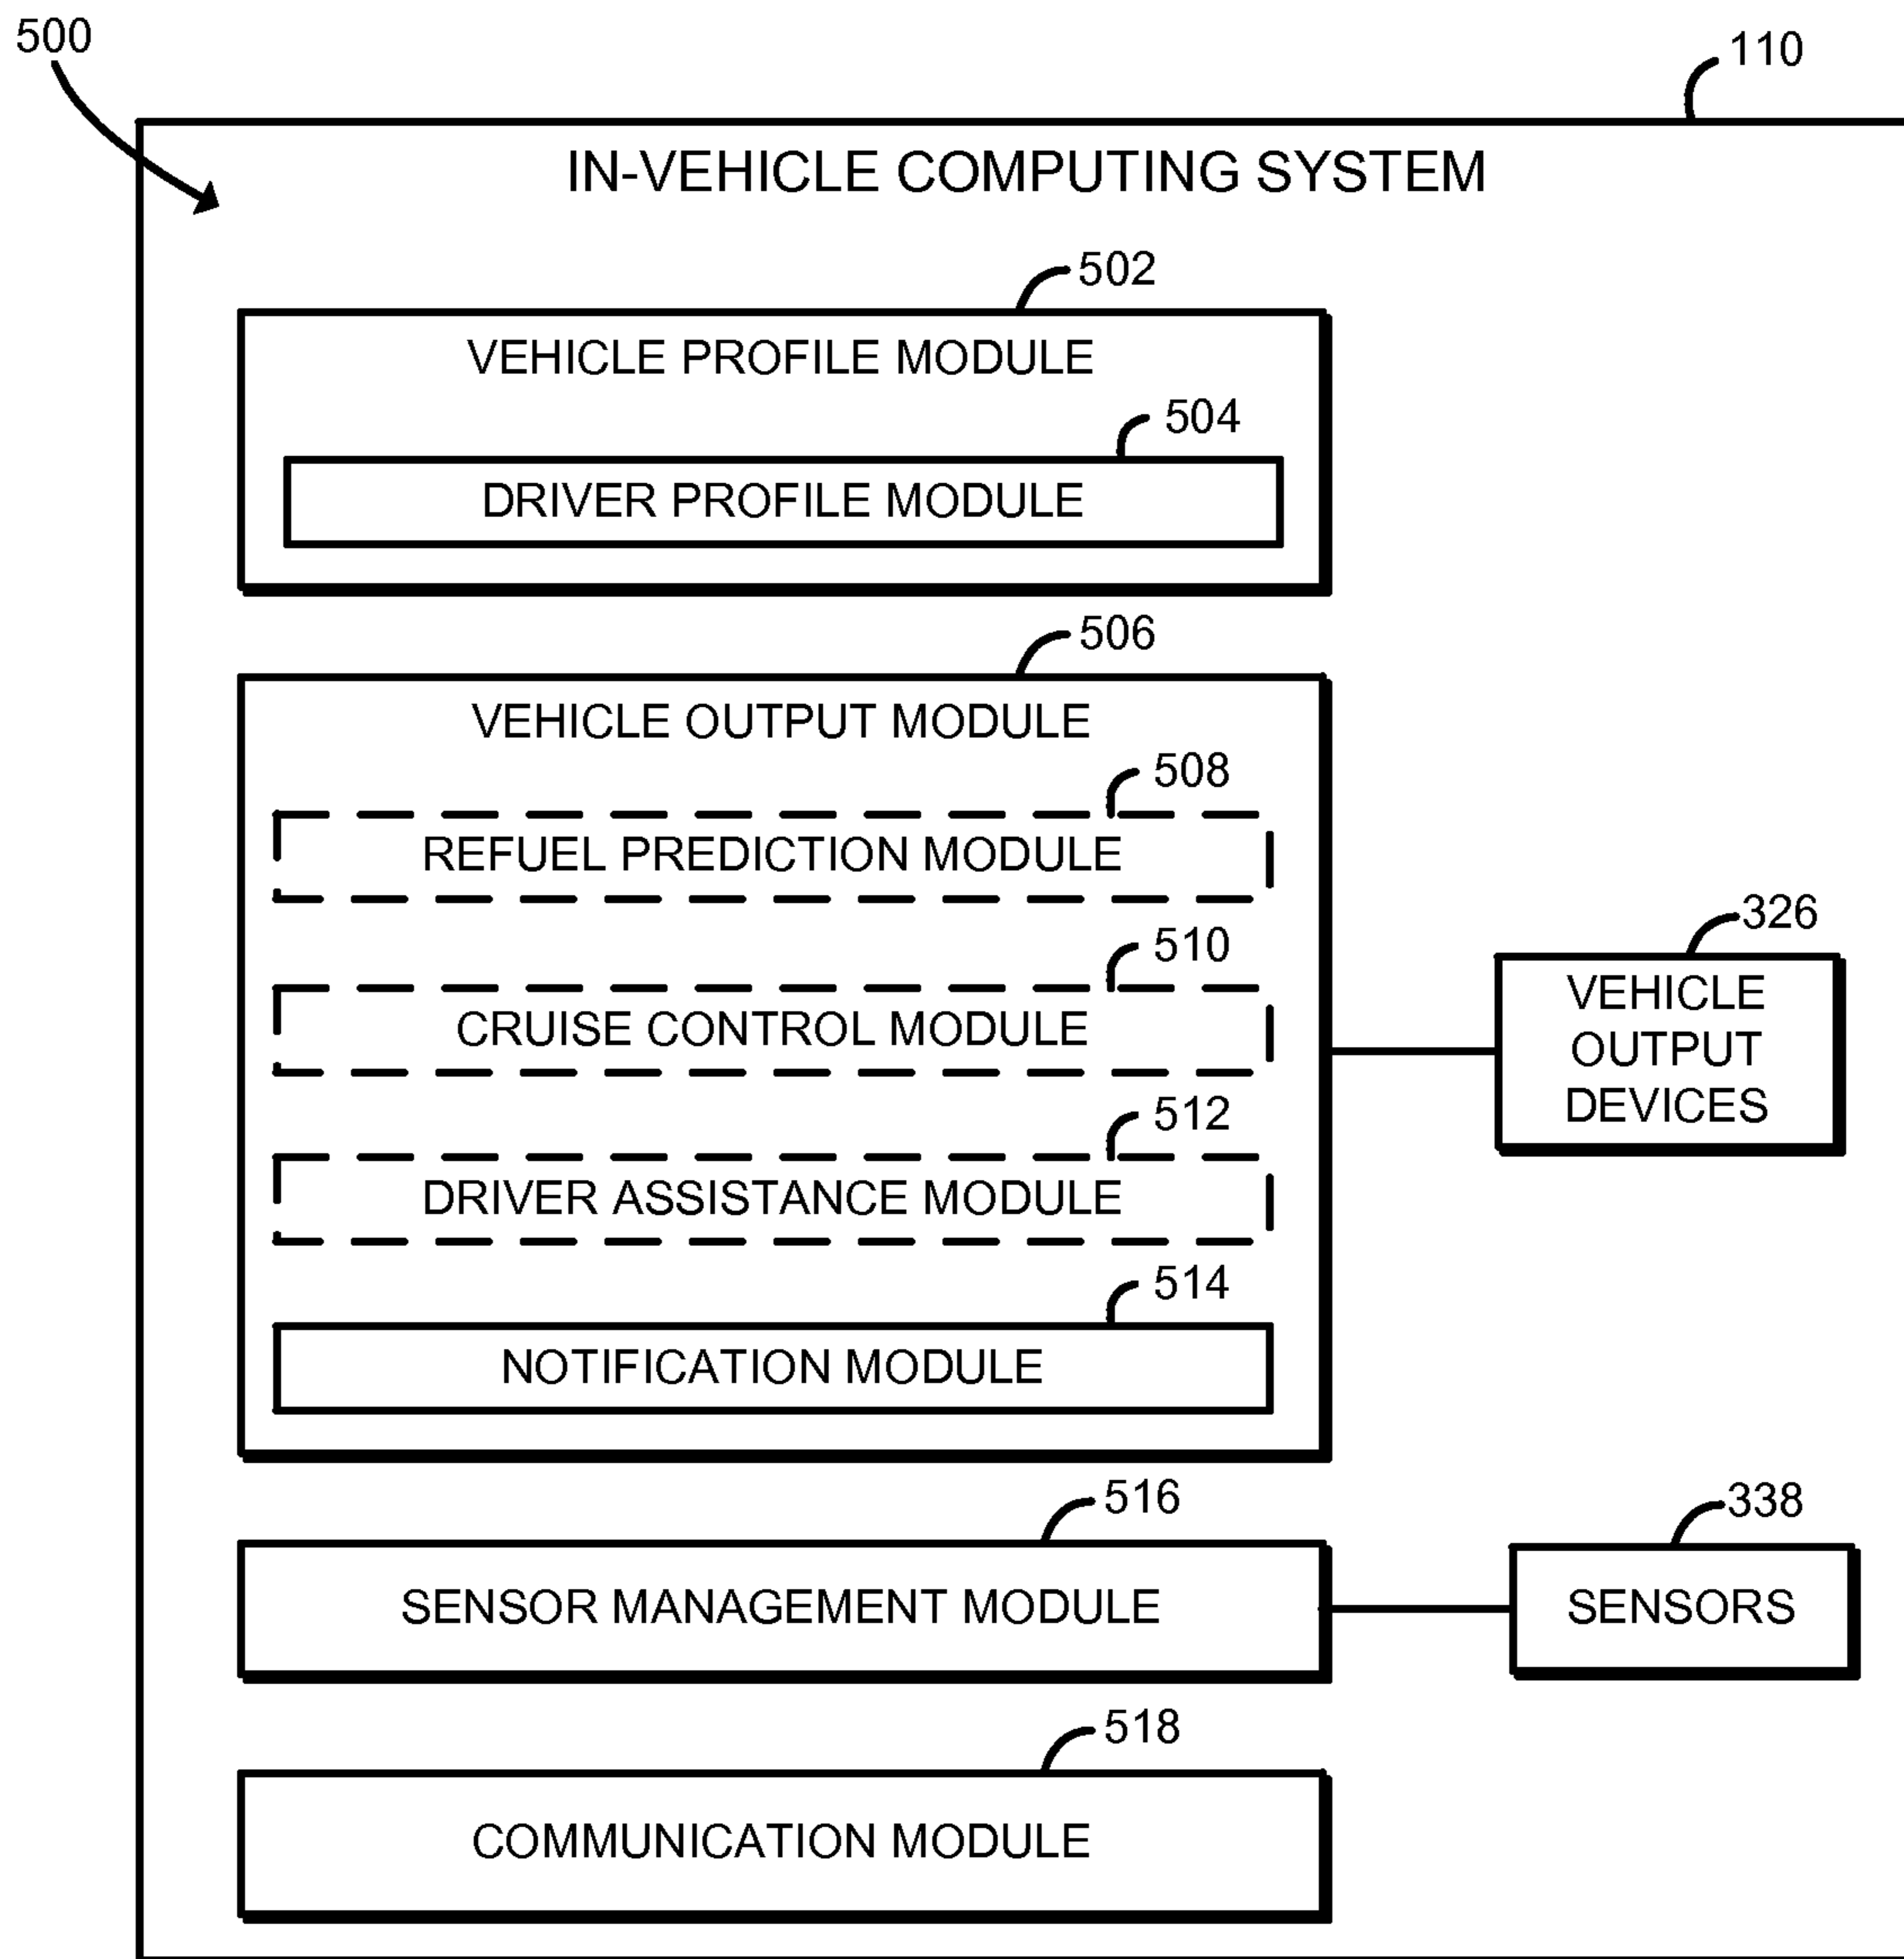 500
110
IN-VEHICLE COMPUTING SYSTEM
502
VEHICLE PROFILE MODULE
504
DRIVER PROFILE MODULE
506
VEHICLE OUTPUT MODULE
508
REFUEL PREDICTION MODULE
510
CRUISE CONTROL MODULE
512
DRIVER ASSISTANCE MODULE
514
NOTIFICATION MODULE
326
VEHICLE
OUTPUT
DEVICES
516
SENSOR MANAGEMENT MODULE
338
SENSORS
518
COMMUNICATION MODULE